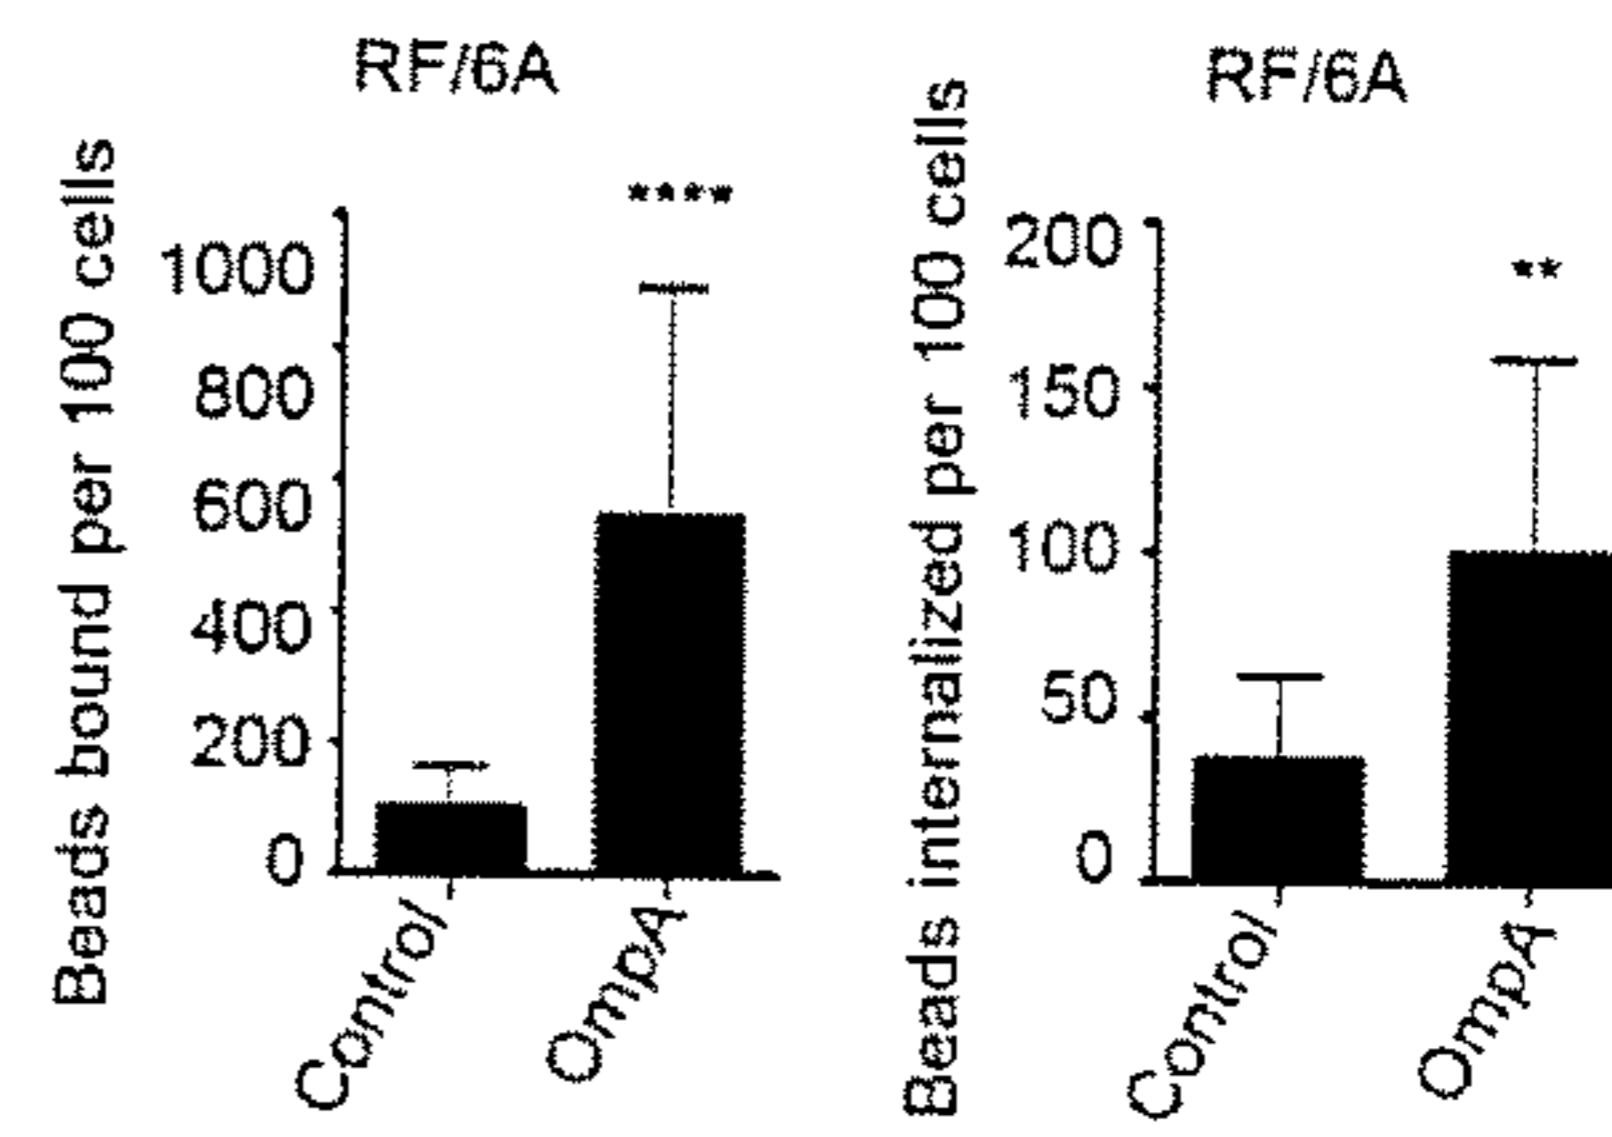 RF/6A
Beads bound per 100 cells
****
1000
800
600
400
200
0
Control
OmpA
RF/6A
Beads internalized per 100 cells
**
200
150
100
50
0
Control
OmpA